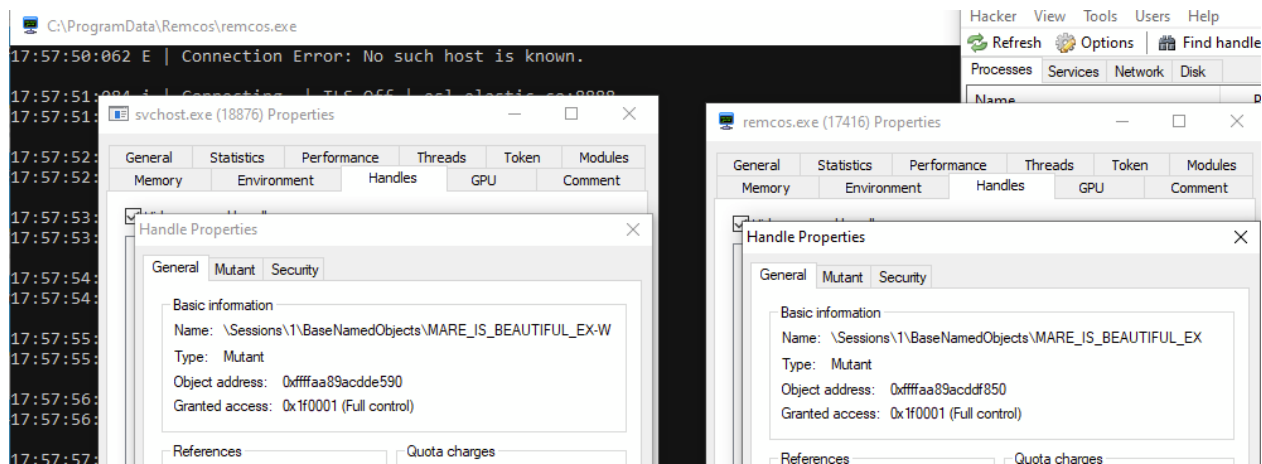 C:\ProgramData\Remcos\remcos.exe
17:57:50:062 E | Connection Error: No such host is known.
17:57:51:
17:57:51:
17:57:52:
17:57:52:
17:57:53:
17:57:53:
17:57:54:
17:57:54:
17:57:55:
17:57:55:
17:57:56:
17:57:56:
17:57:57:
svchost.exe (18876) Properties
General Statistics Performance Threads Token Modules
Memory Environment Handles GPU Comment
Handle Properties
General Mutant Security
Basic information
Name: \Sessions\1\BaseNamedObjects\MARE_IS_BEAUTIFUL_EX-W
Type: Mutant
Object address: 0xffffaa89acdde590
Granted access: 0x1f0001 (Full control)
References Quota charges
Hacker View Tools Users Help
Refresh Options Find handle
Processes Services Network Disk
Name
remcos.exe (17416) Properties
General Statistics Performance Threads Token Modules
Memory Environment Handles GPU Comment
Handle Properties
General Mutant Security
Basic information
Name: \Sessions\1\BaseNamedObjects\MARE_IS_BEAUTIFUL_EX
Type: Mutant
Object address: 0xffffaa89acddf850
Granted access: 0x1f0001 (Full control)
References Quota charges